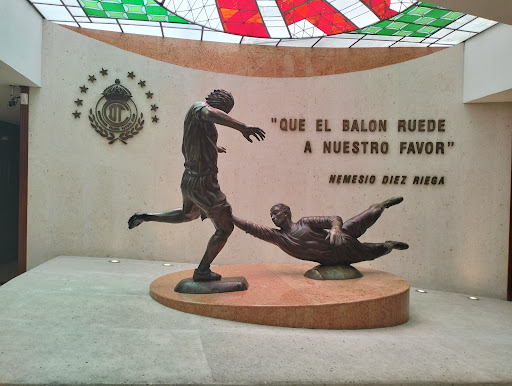 "QUE EL BALON RUEDE
A NUESTRO FAVOR"
NEMESIO DIEZ RIEGA